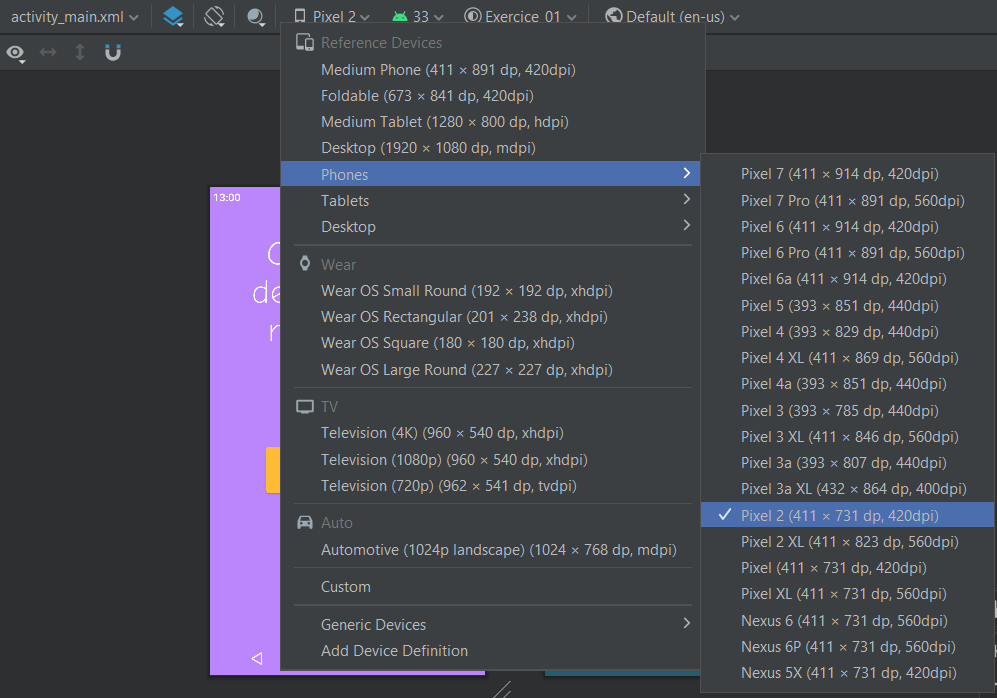 activity_main.xml
Pixel 2
33
Exercice 01
Default (en-us)
Reference Devices
Medium Phone (411 × 891 dp, 420dpi)
Foldable (673 × 841 dp, 420dpi)
Medium Tablet (1280 × 800 dp, hdpi)
Desktop (1920 × 1080 dp, mdpi)
Phones
Tablets
Desktop
Wear
Wear OS Small Round (192 × 192 dp, xhdpi)
Wear OS Rectangular (201 × 238 dp, xhdpi)
Wear OS Square (180 × 180 dp, xhdpi)
Wear OS Large Round (227 × 227 dp, xhdpi)
TV
Television (4K) (960 × 540 dp, xhdpi)
Television (1080p) (960 × 540 dp, xhdpi)
Television (720p) (962 × 541 dp, tvdpi)
Auto
Automotive (1024p landscape) (1024 × 768 dp, mdpi)
Custom
Generic Devices
Add Device Definition
Pixel 7 (411 × 914 dp, 420dpi)
Pixel 7 Pro (411 × 891 dp, 560dpi)
Pixel 6 (411 × 914 dp, 420dpi)
Pixel 6 Pro (411 × 891 dp, 560dpi)
Pixel 6a (411 × 914 dp, 420dpi)
Pixel 5 (393 × 851 dp, 440dpi)
Pixel 4 (393 × 829 dp, 440dpi)
Pixel 4 XL (411 × 869 dp, 560dpi)
Pixel 4a (393 × 851 dp, 440dpi)
Pixel 3 (393 × 785 dp, 440dpi)
Pixel 3 XL (411 × 846 dp, 560dpi)
Pixel 3a (393 × 807 dp, 440dpi)
Pixel 3a XL (432 × 864 dp, 400dpi)
Pixel 2 (411 × 731 dp, 420dpi)
Pixel 2 XL (411 × 823 dp, 560dpi)
Pixel (411 × 731 dp, 420dpi)
Pixel XL (411 × 731 dp, 560dpi)
Nexus 6 (411 × 731 dp, 560dpi)
Nexus 6P (411 × 731 dp, 560dpi)
Nexus 5X (411 × 731 dp, 420dpi)
13:00